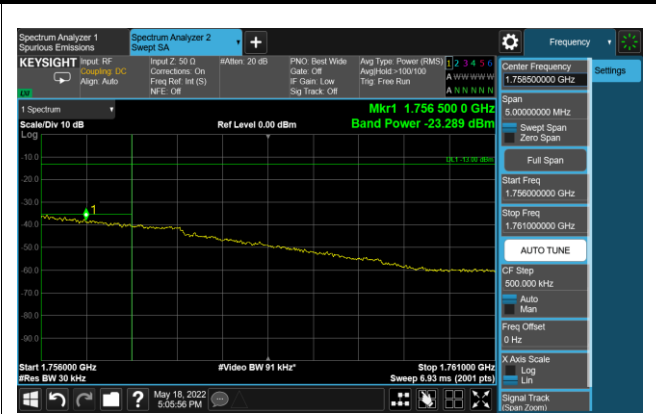 Spectrum Analyzer 1
Spurious Emissions
Spectrum Analyzer 2
Swept SA
Frequency
KEYSIGHT
Input: RF
Coupling: DC
Align: Auto
Input Z: 50 Ω
Corrections: On
Freq Ref: Int (S)
NFE: Off
#Atten: 20 dB
PNO: Best Wide
Gate: Off
IF Gain: Low
Sig Track: Off
Avg Type: Power (RMS)
Avg|Hold >100/100
Trig: Free Run
1 2 3 4 5 6
A W W W W W
A N N N N N
LW
1 Spectrum
Scale/Div 10 dB
Log
Ref Level 0.00 dBm
Mkr1 1.756 500 0 GHz
Band Power -23.289 dBm
DL1 -13.00 dBm
1
-10.0
-20.0
-30.0
-40.0
-50.0
-60.0
-70.0
-80.0
-90.0
Start 1.756000 GHz
#Res BW 30 kHz
#Video BW 91 kHz*
Stop 1.761000 GHz
Sweep 6.93 ms (2001 pts)
May 18, 2022
5:05:56 PM
Center Frequency
1.758500000 GHz
Settings
Span
5.00000000 MHz
Swept Span
Zero Span
Full Span
Start Freq
1.756000000 GHz
Stop Freq
1.761000000 GHz
AUTO TUNE
CF Step
500.000 kHz
Auto
Man
Freq Offset
0 Hz
X Axis Scale
Log
Lin
Signal Track
(Span Zoom)